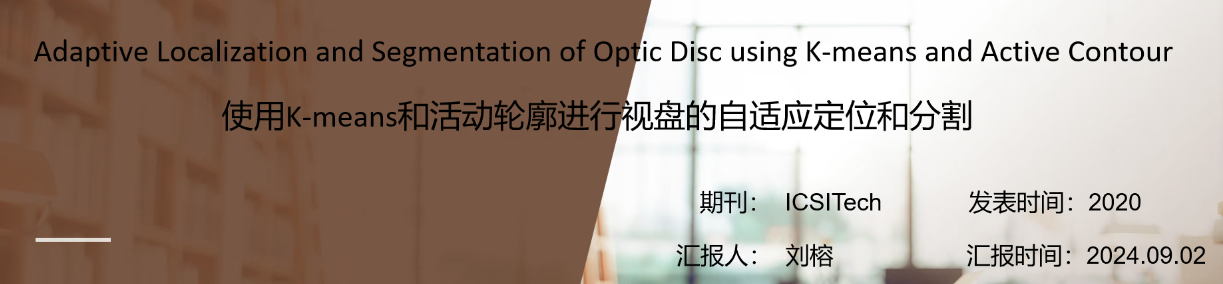 Adaptive Localization and Segmentation of Optic Disc using K-means and Active Contour
使用K-means和活动轮廓进行视盘的自适应定位和分割
期刊： ICSITech 发表时间：2020
汇报人： 刘榕 汇报时间：2024.09.02